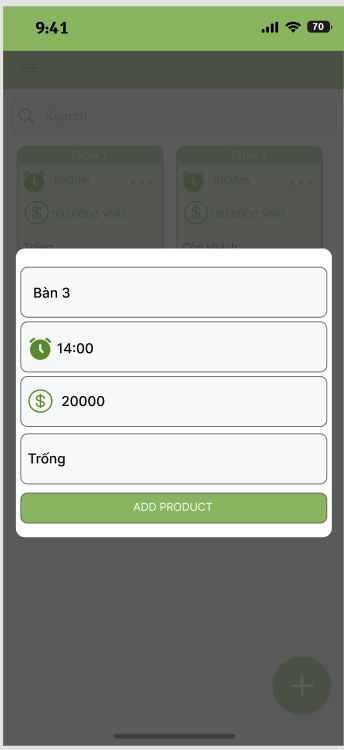 9:41
70
Search
Table 1
Table 1
8h35m
8h35m
100.000đ VND
100.000đ VND
Trống
Còn khách
Bàn 3
14:00
20000
Trống
ADD PRODUCT